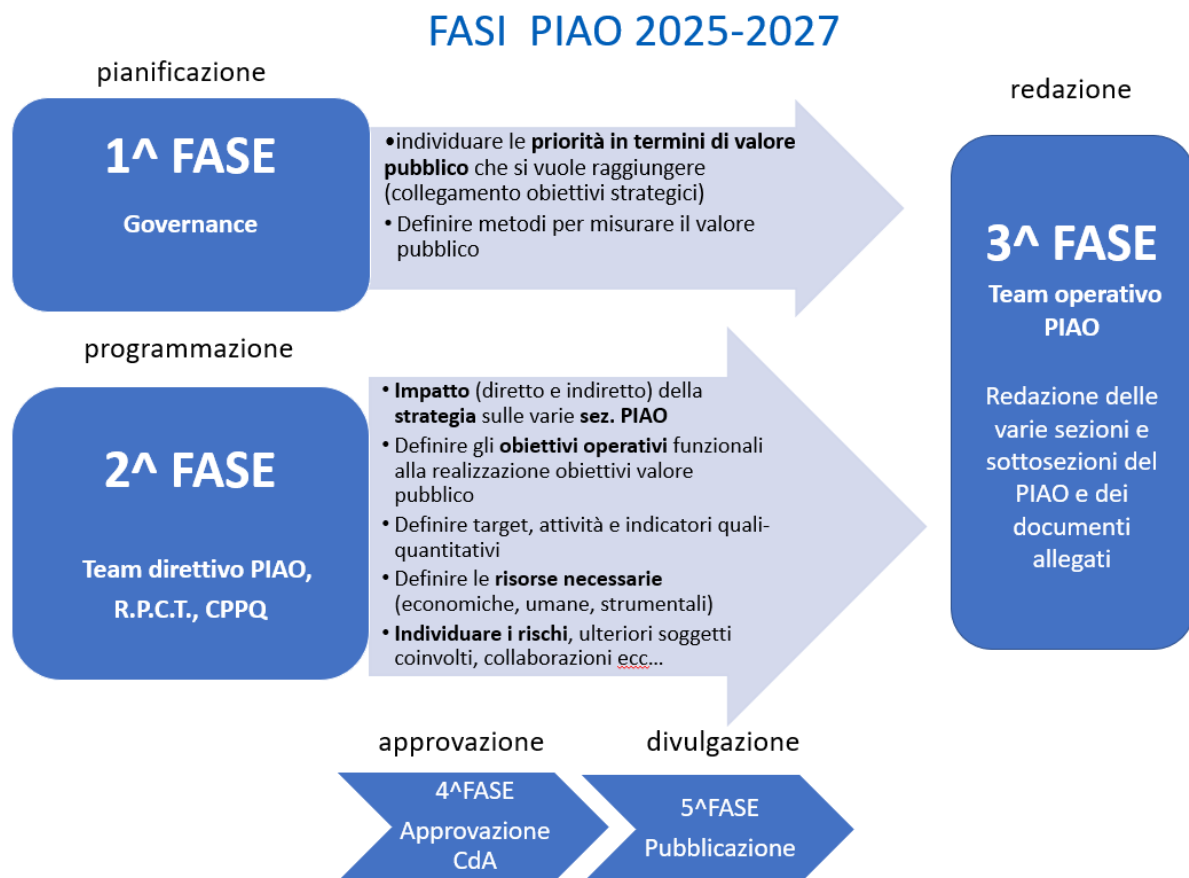 FASI PIAO 2025-2027
pianificazione
1^ FASE
Governance
•individuare le priorità in termini di valore
pubblico che si vuole raggiungere
(collegamento obiettivi strategici)
• Definire metodi per misurare il valore
pubblico
programmazione
2^ FASE
Team direttivo PIAO,
R.P.C.T., CPPQ
• Impatto (diretto e indiretto) della
strategia sulle varie sez. PIAO
• Definire gli obiettivi operativi funzionali
alla realizzazione obiettivi valore
pubblico
• Definire target, attività e indicatori quali-
quantitativi
• Definire le risorse necessarie
(economiche, umane, strumentali)
• Individuare i rischi, ulteriori soggetti
coinvolti, collaborazioni ecc…
redazione
3^ FASE
Team operativo
PIAO
Redazione delle
varie sezioni e
sottosezioni del
PIAO e dei
documenti
allegati
approvazione
4^FASE
Approvazione
CdA
divulgazione
5^FASE
Pubblicazione